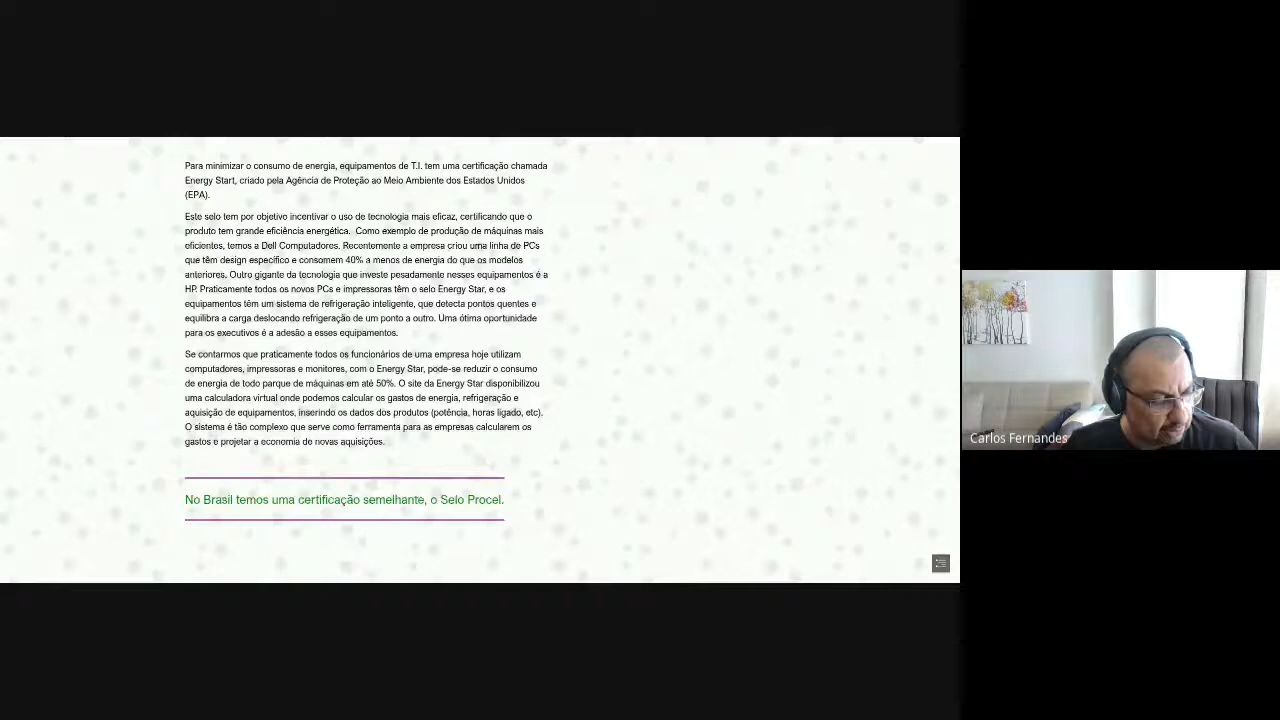 Para minimizar o consumo de energia, equipamentos de T.I. tem uma certificação chamada
Energy Start, criado pela Agência de Proteção ao Meio Ambiente dos Estados Unidos
(EPA).
Este selo tem por objetivo incentivar o uso de tecnologia mais eficaz, certificando que o
produto tem grande eficiência energética.  Como exemplo de produção de máquinas mais
eficientes, temos a Dell Computadores. Recentemente a empresa criou uma linha de PCs
que têm design específico e consomem 40% a menos de energia do que os modelos
anteriores. Outro gigante da tecnologia que investe pesadamente nesses equipamentos é a
HP. Praticamente todos os novos PCs e impressoras têm o selo Energy Star, e os
equipamentos têm um sistema de refrigeração inteligente, que detecta pontos quentes e
equilibra a carga deslocando refrigeração de um ponto a outro. Uma ótima oportunidade
para os executivos é a adesão a esses equipamentos.
Se contarmos que praticamente todos os funcionários de uma empresa hoje utilizam
computadores, impressoras e monitores, com o Energy Star, pode-se reduzir o consumo
de energia de todo parque de máquinas em até 50%. O site da Energy Star disponibilizou
uma calculadora virtual onde podemos calcular os gastos de energia, refrigeração e
aquisição de equipamentos, inserindo os dados dos produtos (potência, horas ligado, etc).
O sistema é tão complexo que serve como ferramenta para as empresas calcularem os
gastos e projetar a economia de novas aquisições.
No Brasil temos uma certificação semelhante, o Selo Procel.
Carlos Fernandes